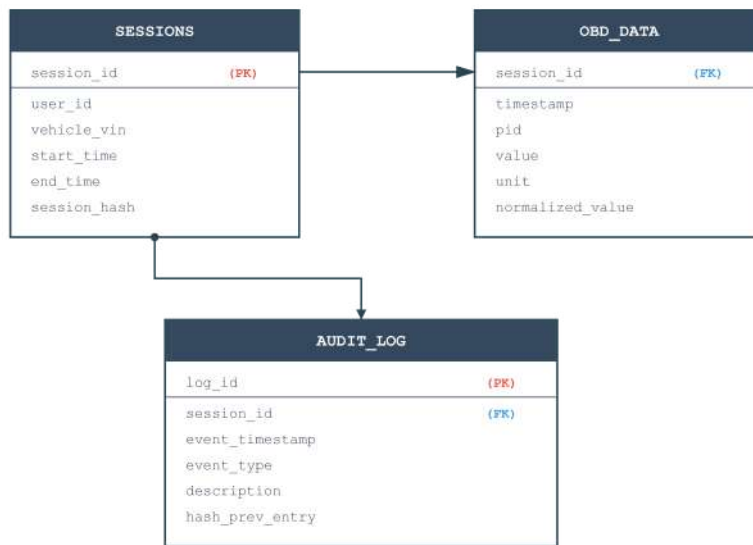 SESSIONS
session_id (PK)
user_id
vehicle_vin
start_time
end_time
session_hash
OBD_DATA
session_id (FK)
timestamp
pid
value
unit
normalized_value
AUDIT_LOG
log_id (PK)
session_id (FK)
event_timestamp
event_type
description
hash_prev_entry